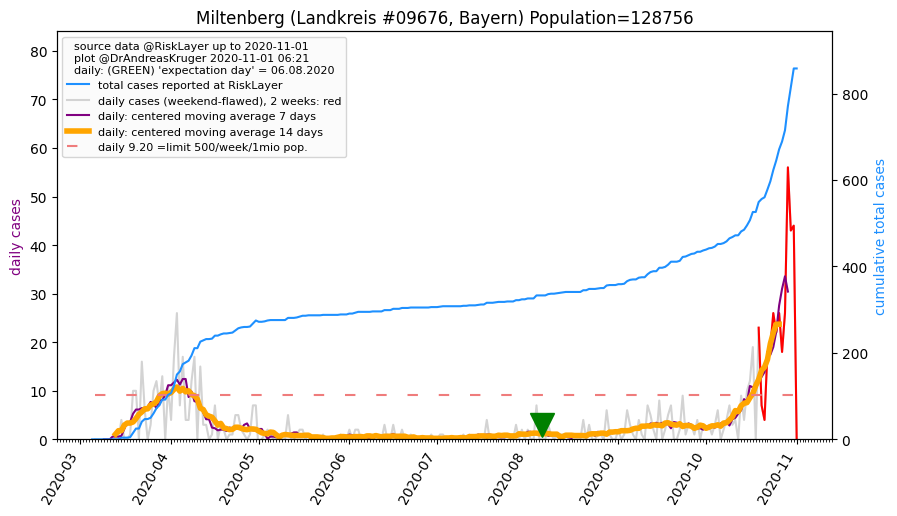 Miltenberg (Landkreis #09676, Bayern) Population=128756
source data @RiskLayer up to 2020-11-01
plot @DrAndreasKruger 2020-11-01 06:21
daily: (GREEN) 'expectation day' = 06.08.2020
total cases reported at RiskLayer
daily cases (weekend-flawed), 2 weeks: red
daily: centered moving average 7 days
daily: centered moving average 14 days
daily 9.20 =limit 500/week/1mio pop.
daily cases
80
70
60
50
40
30
20
10
0
cumulative total cases
800
600
400
200
0
2020-03
2020-04
2020-05
2020-06
2020-07
2020-08
2020-09
2020-10
2020-11